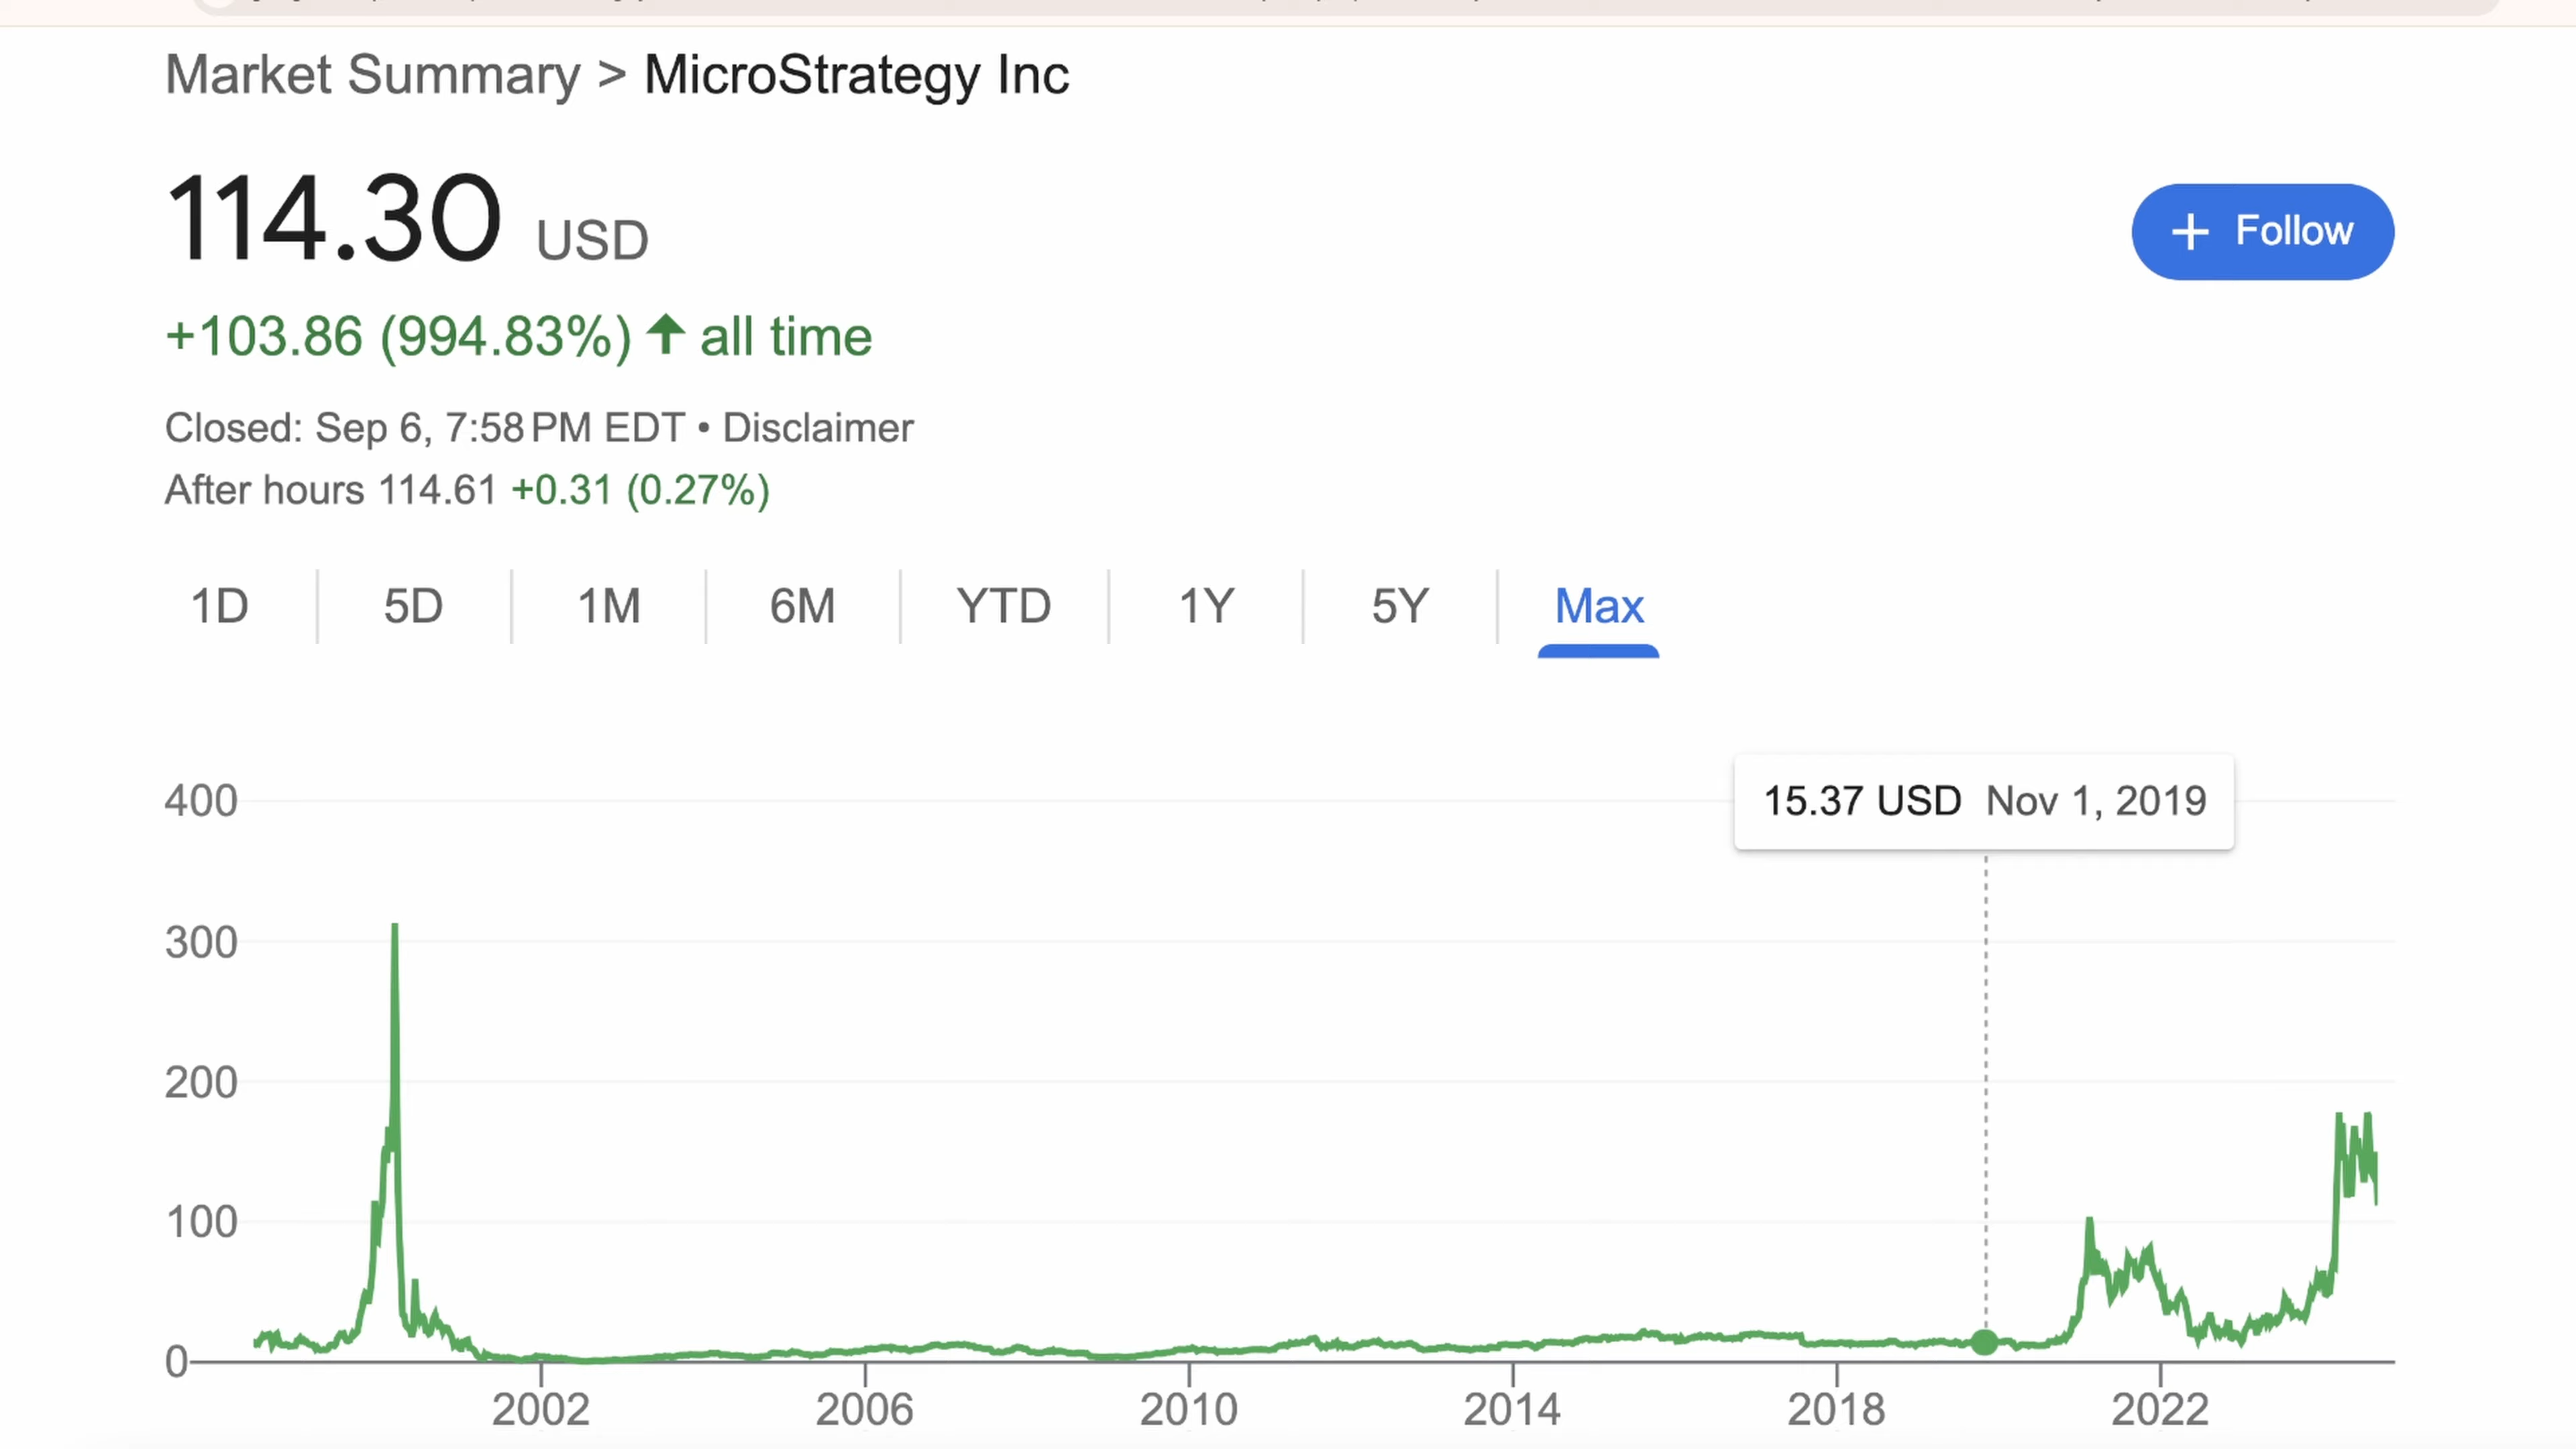 Market Summary > MicroStrategy Inc
114.30 USD
+ Follow
+103.86 (994.83%) ↑ all time
Closed: Sep 6, 7:58 PM EDT • Disclaimer
After hours 114.61 +0.31 (0.27%)
1D 5D 1M 6M YTD 1Y 5Y Max
15.37 USD Nov 1, 2019
400
300
200
100
0
2002 2006 2010 2014 2018 2022